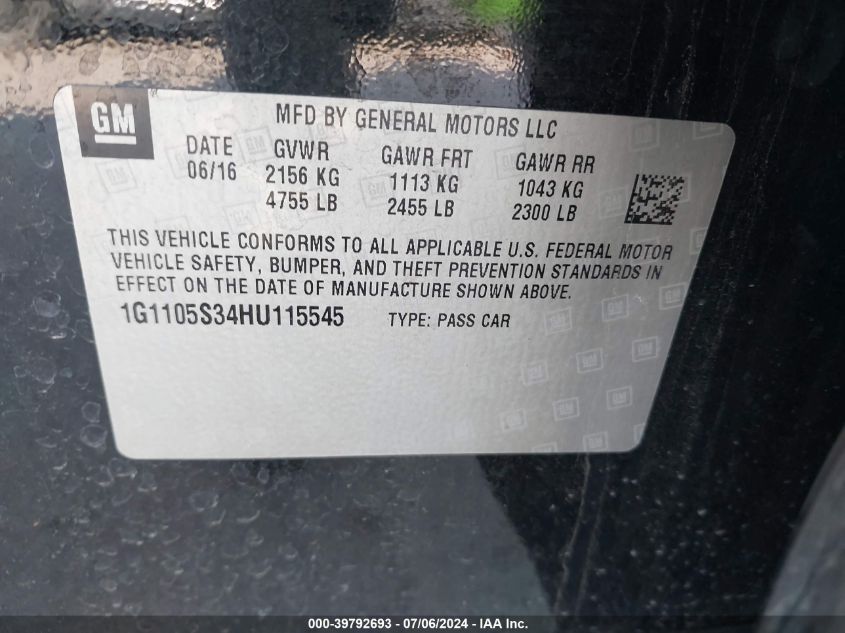 GM
MFD BY GENERAL MOTORS LLC
DATE GVWR GAWR FRT GAWR RR
06/16 2156 KG 1113 KG 1043 KG
4755 LB 2455 LB 2300 LB
THIS VEHICLE CONFORMS TO ALL APPLICABLE U.S. FEDERAL MOTOR
VEHICLE SAFETY, BUMPER, AND THEFT PREVENTION STANDARDS IN
EFFECT ON THE DATE OF MANUFACTURE SHOWN ABOVE.
1G1105S34HU115545 TYPE: PASS CAR
000-39792693 - 07/06/2024 - IAA Inc.